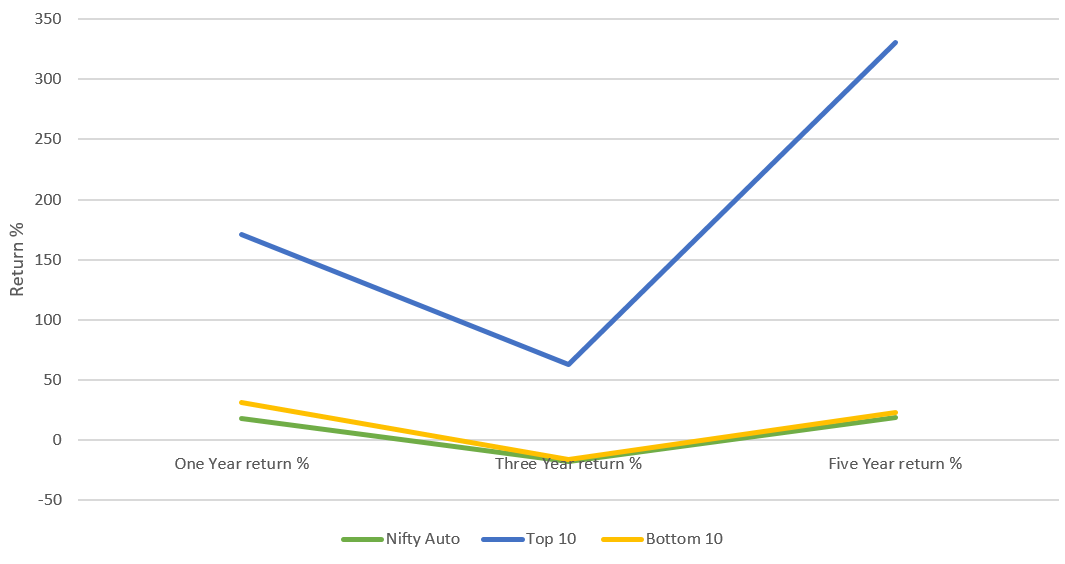 350
300
250
200
150
100
50
0
-50
Return %
One Year return %
Three Year return %
Five Year return %
Nifty Auto
Top 10
Bottom 10